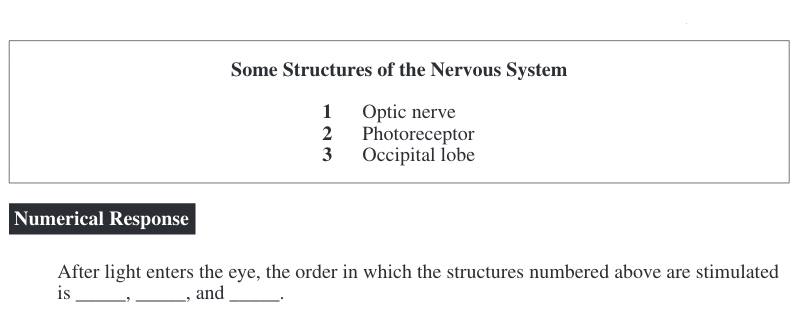 Some Structures of the Nervous System
1 Optic nerve
2 Photoreceptor
3 Occipital lobe
Numerical Response
After light enters the eye, the order in which the structures numbered above are stimulated
is _____, _____, and _____.